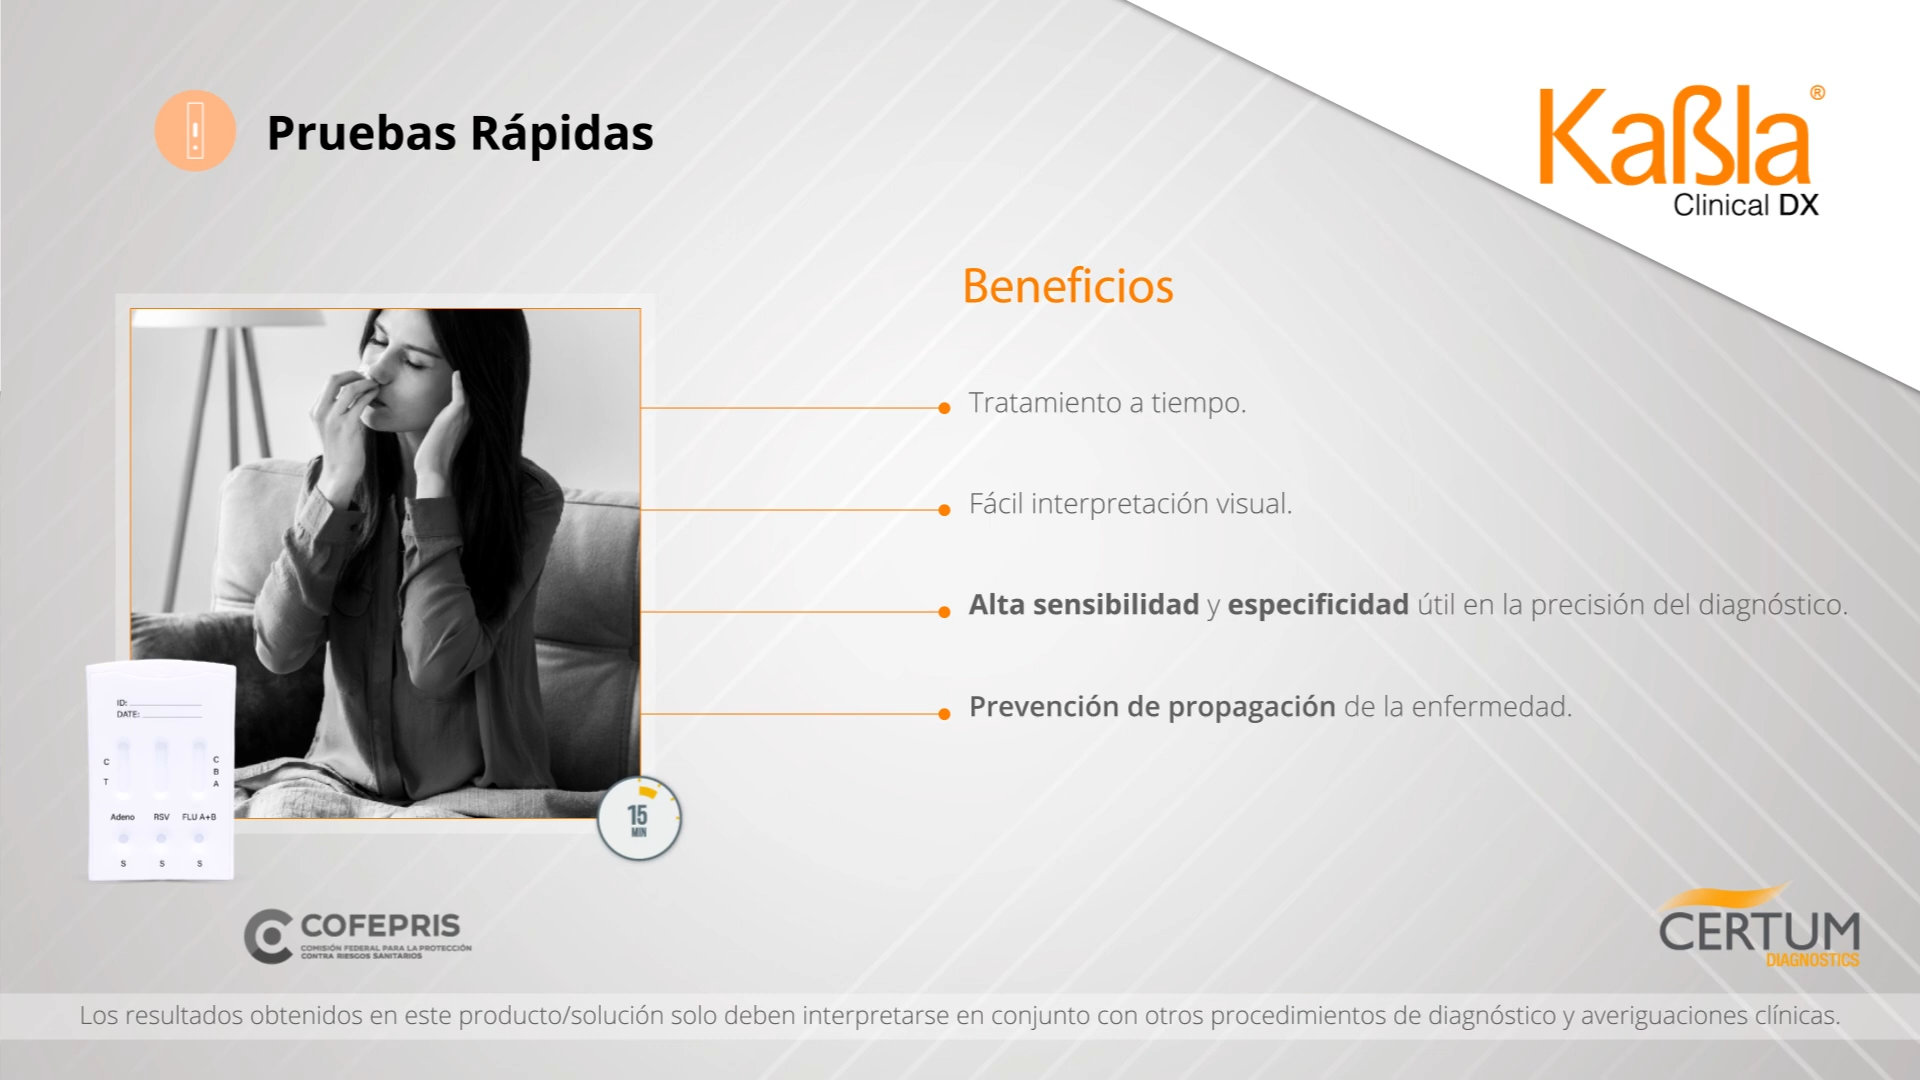 Pruebas Rápidas
Kaßla®
Clinical DX
Beneficios
Tratamiento a tiempo.
Fácil interpretación visual.
Alta sensibilidad y especificidad útil en la precisión del diagnóstico.
Prevención de propagación de la enfermedad.
ID:
DATE:
C
T
C
B
A
Adeno RSV FLU A+B
S S S
15
MIN
COFEPRIS
COMISIÓN FEDERAL PARA LA PROTECCIÓN
CONTRA RIESGOS SANITARIOS
CERTUM
DIAGNOSTICS
Los resultados obtenidos en este producto/solución solo deben interpretarse en conjunto con otros procedimientos de diagnóstico y averiguaciones clínicas.